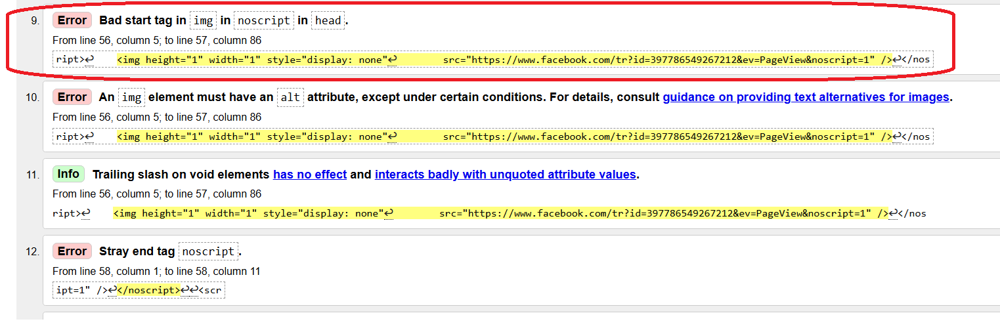 9. Error Bad start tag in img in noscript in head.
From line 56, column 5; to line 57, column 86
ript>↩ <img height="1" width="1" style="display: none"↩ src="https://www.facebook.com/tr?id=397786549267212&ev=PageView&noscript=1" />↩</nos
10. Error An img element must have an alt attribute, except under certain conditions. For details, consult guidance on providing text alternatives for images.
From line 56, column 5; to line 57, column 86
ript>↩ <img height="1" width="1" style="display: none"↩ src="https://www.facebook.com/tr?id=397786549267212&ev=PageView&noscript=1" />↩</nos
11. Info Trailing slash on void elements has no effect and interacts badly with unquoted attribute values.
From line 56, column 5; to line 57, column 86
ript>↩ <img height="1" width="1" style="display: none"↩ src="https://www.facebook.com/tr?id=397786549267212&ev=PageView&noscript=1" />↩</nos
12. Error Stray end tag noscript.
From line 58, column 1; to line 58, column 11
ipt=1" />↩</noscript>↩↩<scr